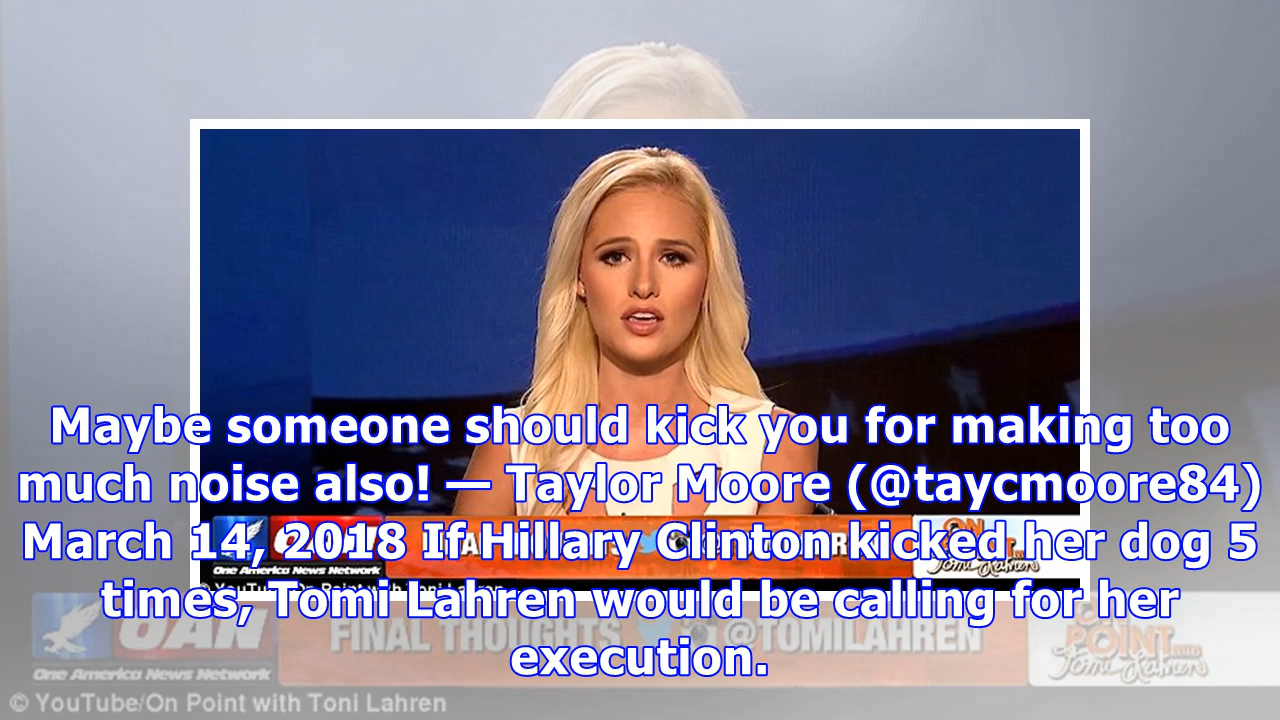 Maybe someone should kick you for making too
much noise also! — Taylor Moore (@taycmoore84)
March 14, 2018 If Hillary Clinton kicked her dog 5
times, Tomi Lahren would be calling for her
execution.
One America News Network
OAN
FINAL THOUGHTS @TOMILAHREN
ON POINT with
Tomi Lahren
One America News Network
© YouTube/On Point with Toni Lahren